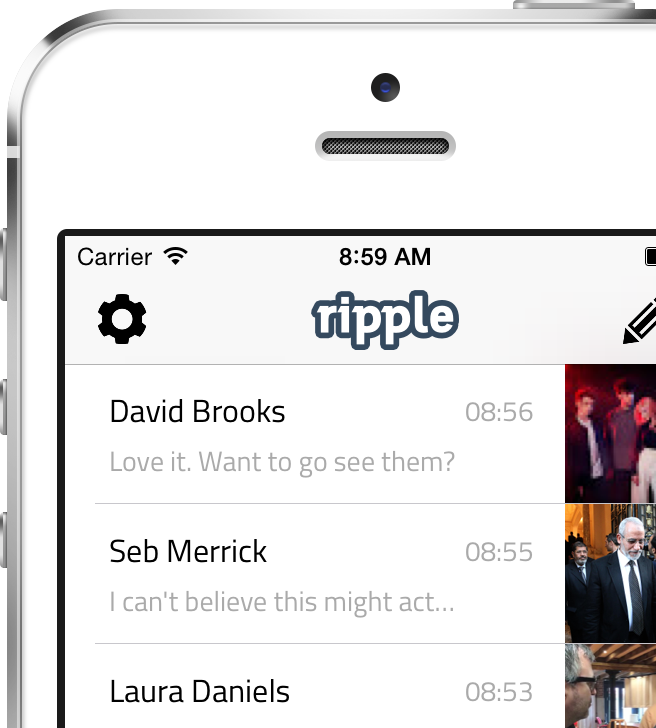 Carrier 8:59 AM
ripple
David Brooks 08:56
Love it. Want to go see them?
Seb Merrick 08:55
I can't believe this might act...
Laura Daniels 08:53